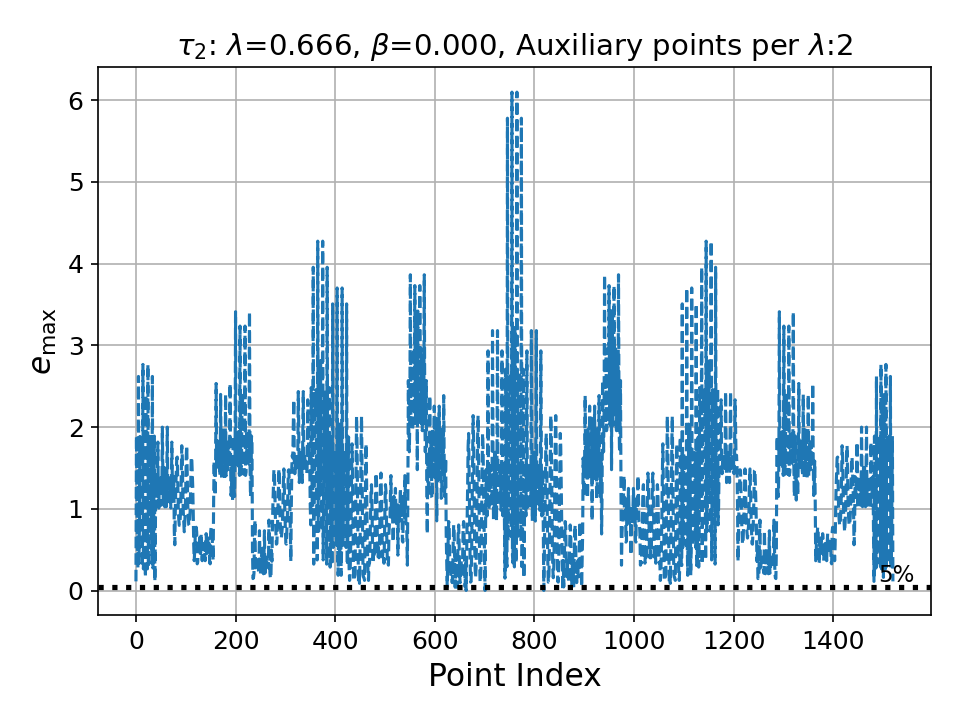 τ₂: λ=0.666, β=0.000, Auxiliary points per λ:2
6
5
4
3
2
1
0
e_max
5%
0 200 400 600 800 1000 1200 1400
Point Index